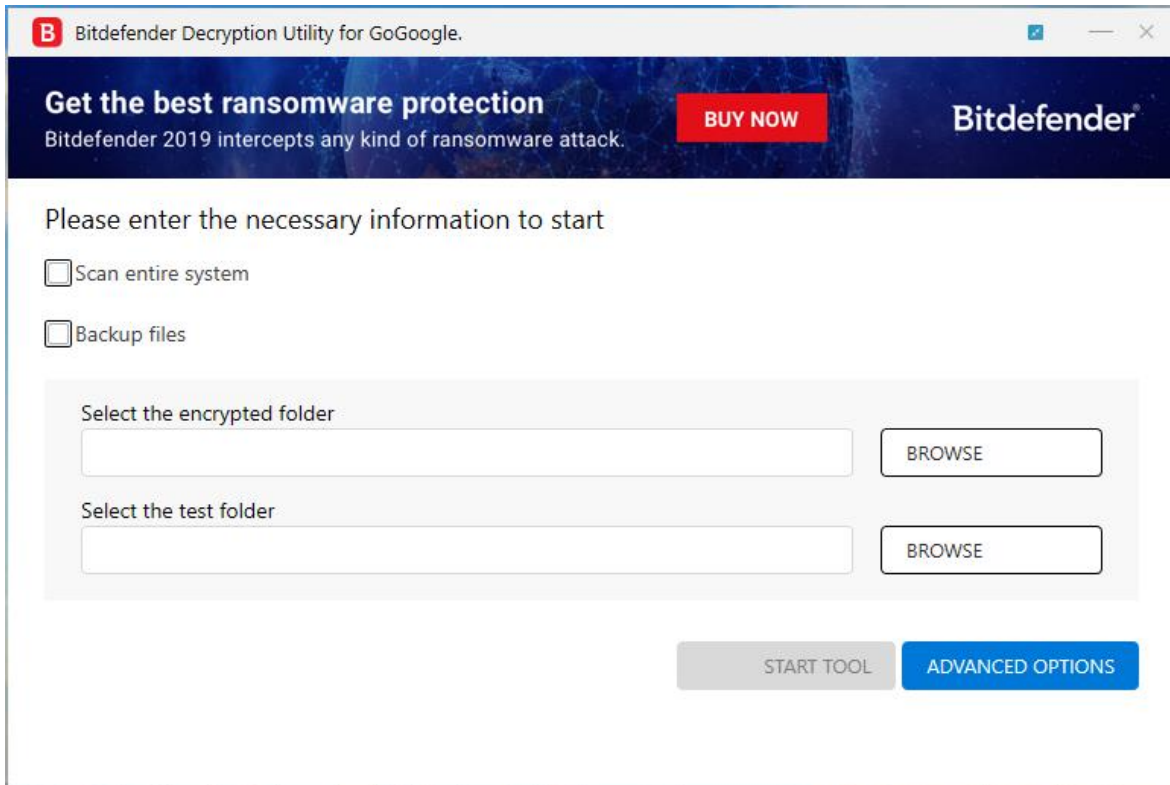 B Bitdefender Decryption Utility for GoGoogle.
Get the best ransomware protection
Bitdefender 2019 intercepts any kind of ransomware attack.
BUY NOW
Bitdefender®
Please enter the necessary information to start
Scan entire system
Backup files
Select the encrypted folder
BROWSE
Select the test folder
BROWSE
START TOOL
ADVANCED OPTIONS